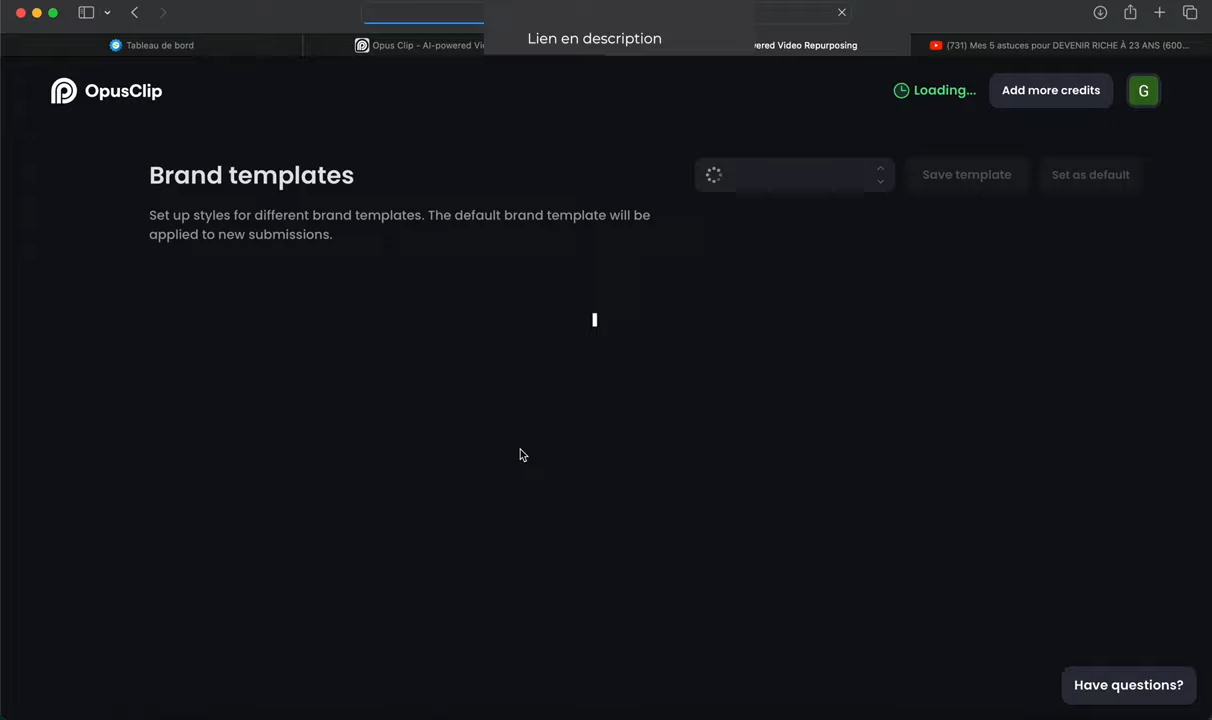 Lien en description
Tableau de bord
Opus Clip - AI-powered Vi
ered Video Repurposing
(731) Mes 5 astuces pour DEVENIR RICHE À 23 ANS (600...
OpusClip
Loading...
Add more credits
G
Brand templates
Save template
Set as default
Set up styles for different brand templates. The default brand template will be
applied to new submissions.
Have questions?